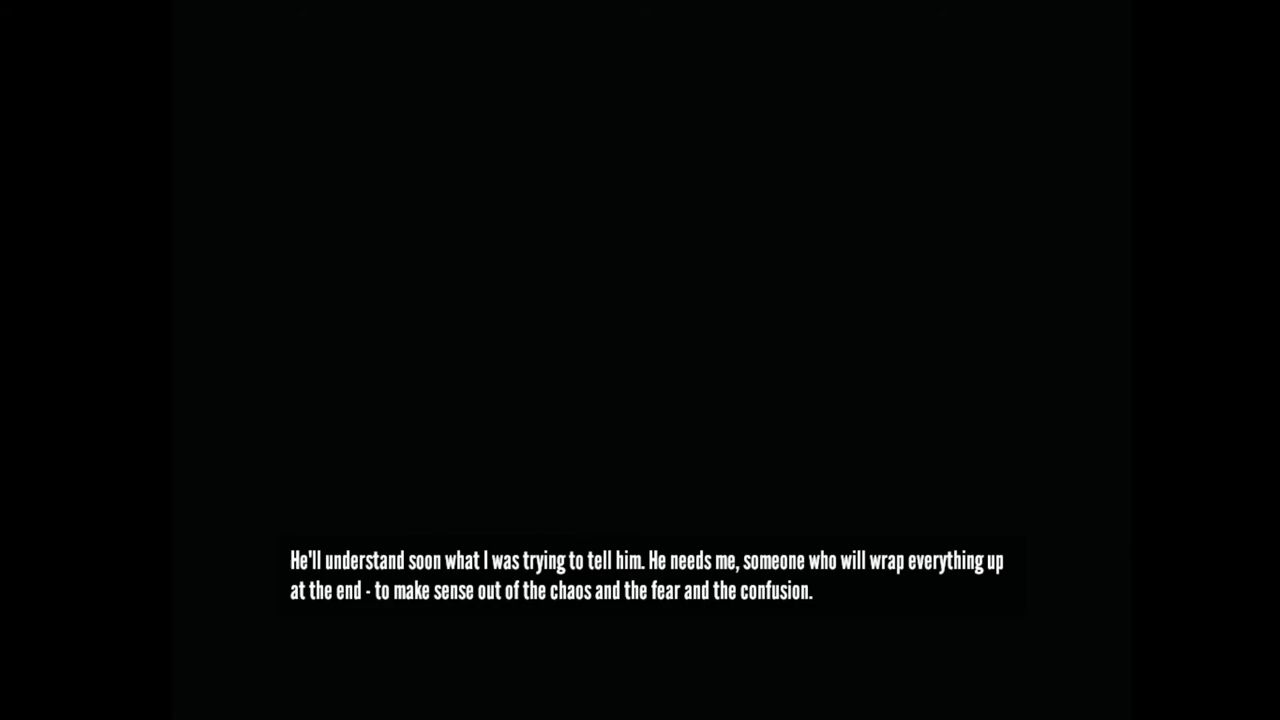 He'll understand soon what I was trying to tell him. He needs me, someone who will wrap everything up
at the end - to make sense out of the chaos and the fear and the confusion.